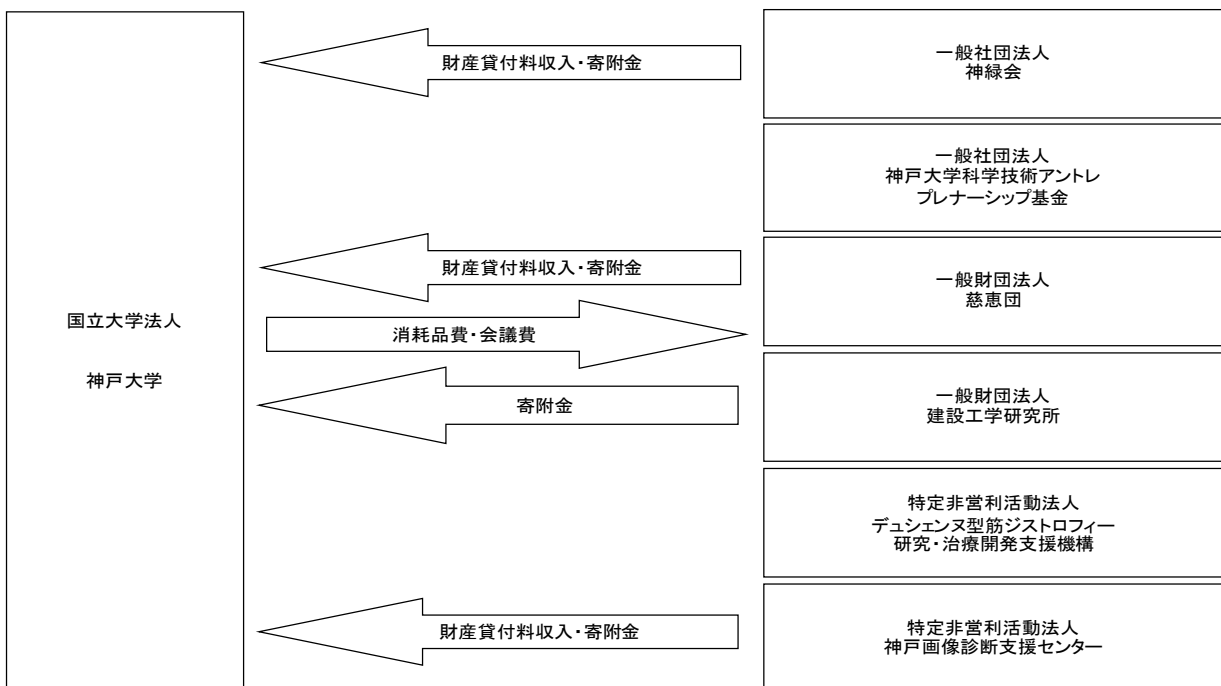 財産貸付料収入・寄附金
一般社団法人
神緑会
一般社団法人
神戸大学科学技術アントレ
プレナーシップ基金
財産貸付料収入・寄附金
一般財団法人
慈恵団
国立大学法人
神戸大学
消耗品費・会議費
寄附金
一般財団法人
建設工学研究所
特定非営利活動法人
デュシェンヌ型筋ジストロフィー
研究・治療開発支援機構
財産貸付料収入・寄附金
特定非営利活動法人
神戸画像診断支援センター